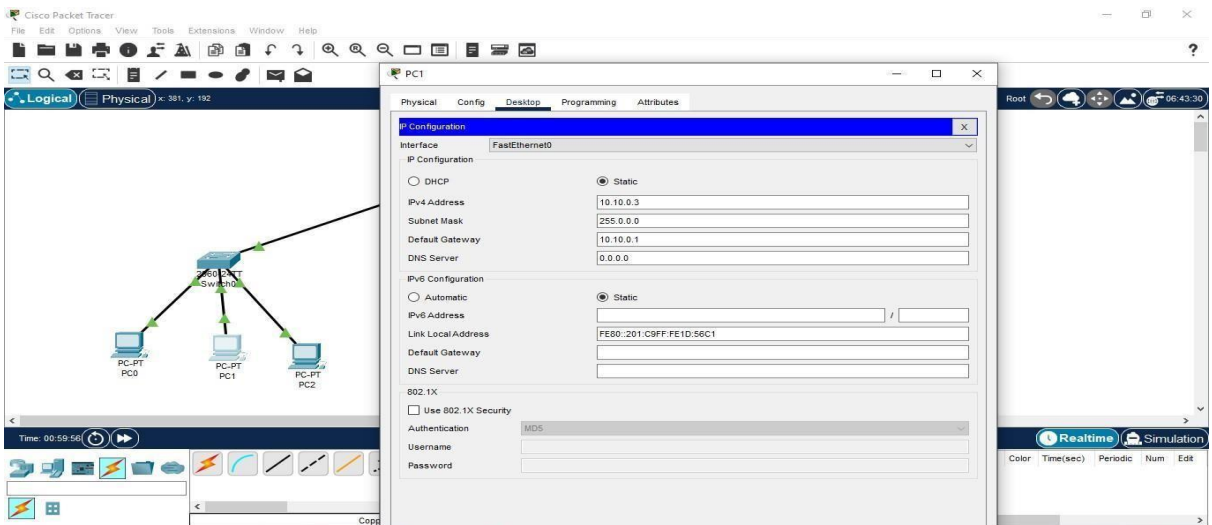 Cisco Packet Tracer
File Edit Options View Tools Extensions Window Help
?
Logical Physical x: 381, y: 192
Root 06:43:30
PC1
Physical Config Desktop Programming Attributes
IP Configuration X
Interface FastEthernet0
IP Configuration
DHCP Static
IPv4 Address 10.10.0.3
Subnet Mask 255.0.0.0
Default Gateway 10.10.0.1
DNS Server 0.0.0.0
IPv6 Configuration
Automatic Static
IPv6 Address /
Link Local Address FE80::201:C9FF:FE1D:56C1
Default Gateway
DNS Server
802.1X
Use 802.1X Security
Authentication MD5
Username
Password
2960-24TT
Switch0
PC-PT
PC0
PC-PT
PC1
PC-PT
PC2
Time: 00:59:56
Realtime Simulation
Color Time(sec) Periodic Num Edit